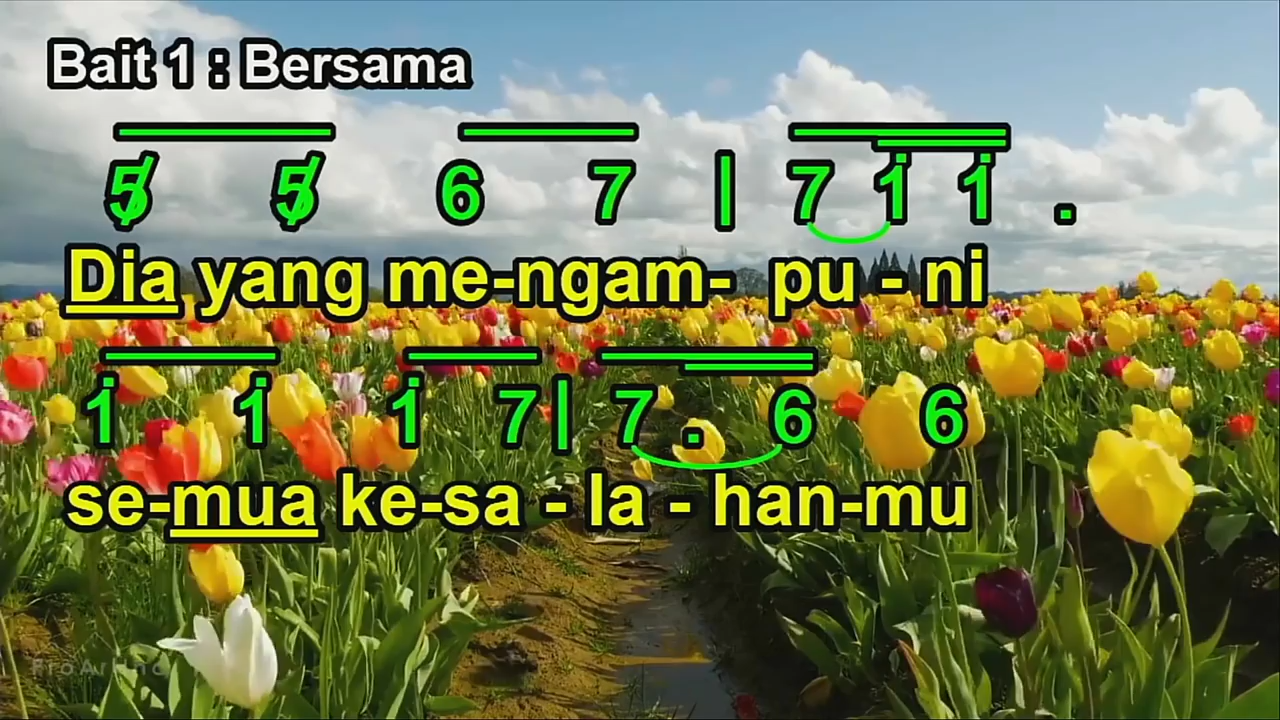 Bait 1 : Bersama
5̸ 5̸ 6 7 | 7 1̇ 1̇ .
Dia yang me-ngam- pu - ni
1̇ 1̇ 1̇ 7 | 7 . 6 6
se-mua ke-sa - la - han-mu